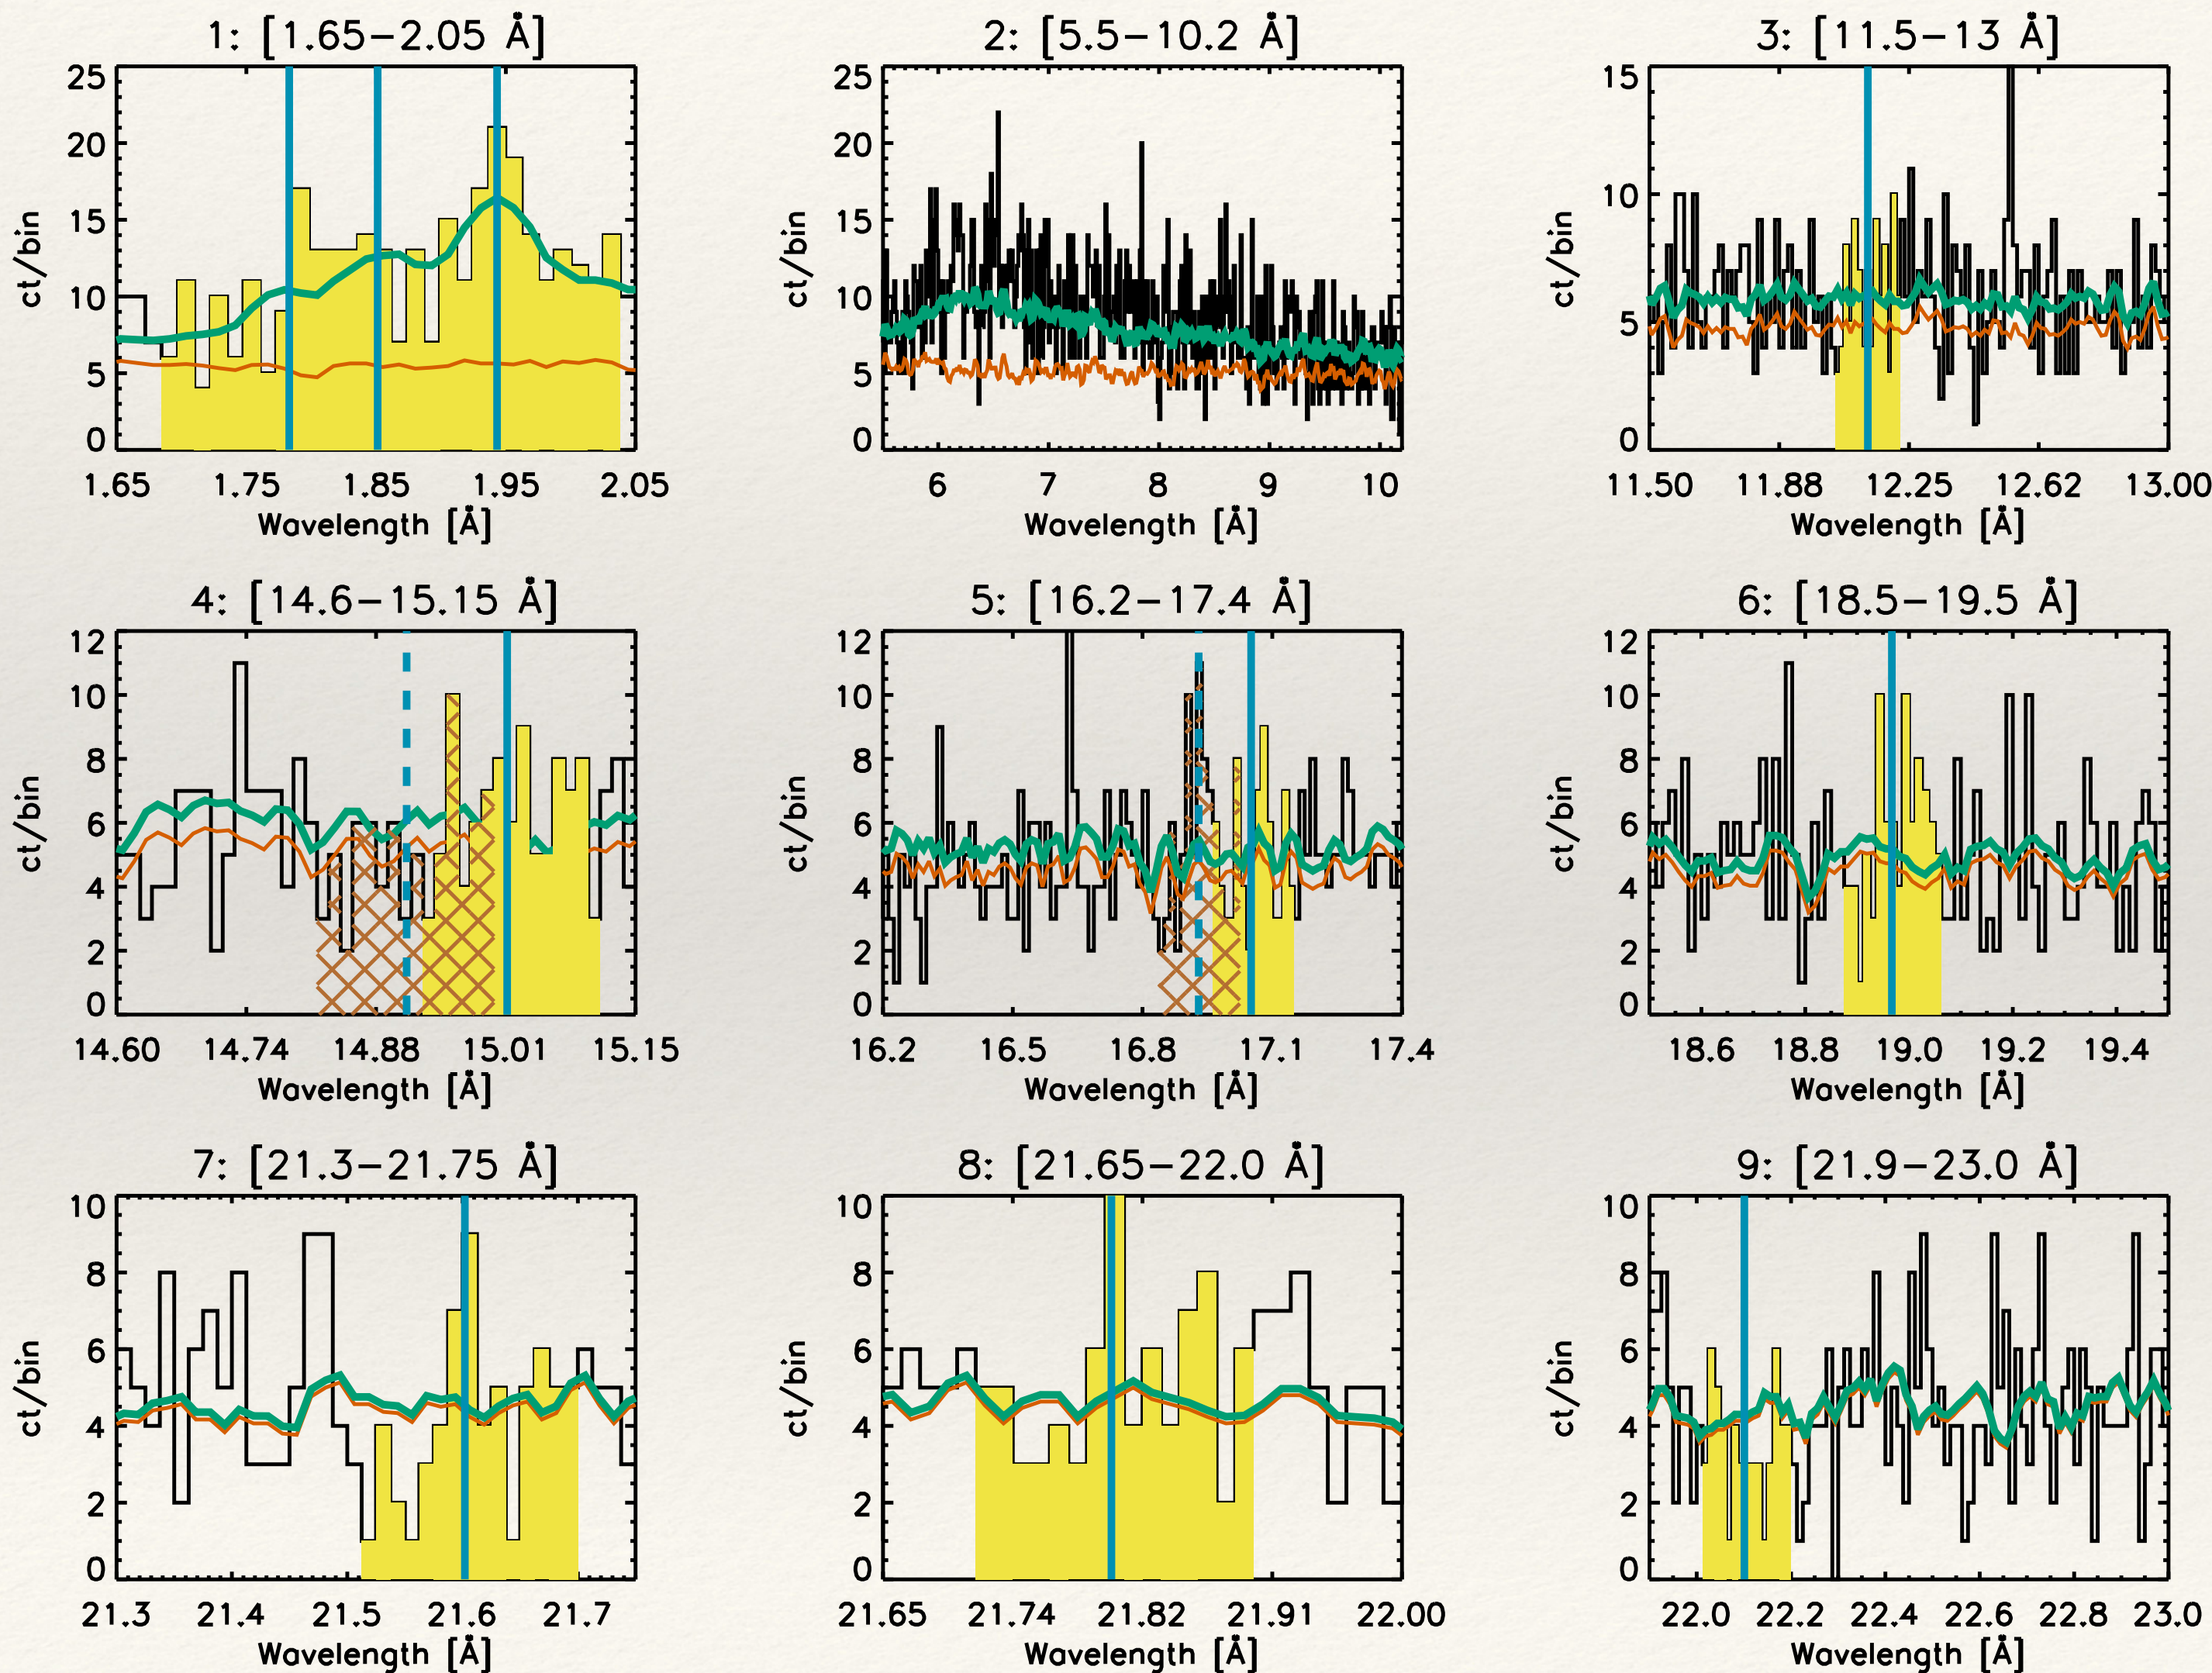 1: [1.65−2.05 Å]
25
20
15
10
5
0
ct/bin
1.65 1.75 1.85 1.95 2.05
Wavelength [Å]
2: [5.5−10.2 Å]
25
20
15
10
5
0
ct/bin
6 7 8 9 10
Wavelength [Å]
3: [11.5−13 Å]
15
10
5
0
ct/bin
11.50 11.88 12.25 12.62 13.00
Wavelength [Å]
4: [14.6−15.15 Å]
12
10
8
6
4
2
0
ct/bin
14.60 14.74 14.88 15.01 15.15
Wavelength [Å]
5: [16.2−17.4 Å]
12
10
8
6
4
2
0
ct/bin
16.2 16.5 16.8 17.1 17.4
Wavelength [Å]
6: [18.5−19.5 Å]
12
10
8
6
4
2
0
ct/bin
18.6 18.8 19.0 19.2 19.4
Wavelength [Å]
7: [21.3−21.75 Å]
10
8
6
4
2
0
ct/bin
21.3 21.4 21.5 21.6 21.7
Wavelength [Å]
8: [21.65−22.0 Å]
10
8
6
4
2
0
ct/bin
21.65 21.74 21.82 21.91 22.00
Wavelength [Å]
9: [21.9−23.0 Å]
10
8
6
4
2
0
ct/bin
22.0 22.2 22.4 22.6 22.8 23.0
Wavelength [Å]